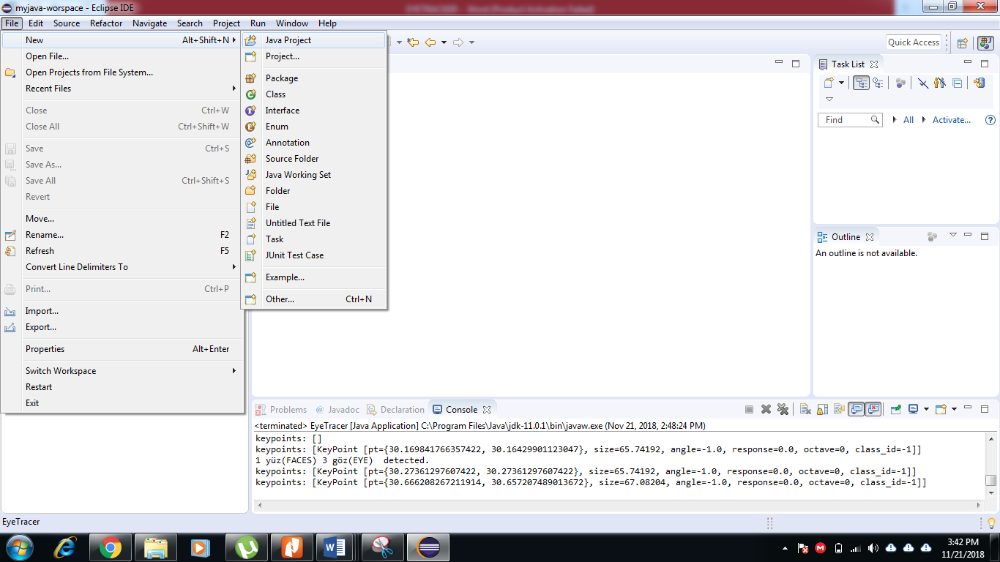 myjava-worspace - Eclipse IDE
File Edit Source Refactor Navigate Search Project Run Window Help
New Alt+Shift+N
Open File...
Open Projects from File System...
Recent Files
Close Ctrl+W
Close All Ctrl+Shift+W
Save Ctrl+S
Save As...
Save All Ctrl+Shift+S
Revert
Move...
Rename... F2
Refresh F5
Convert Line Delimiters To
Print... Ctrl+P
Import...
Export...
Properties Alt+Enter
Switch Workspace
Restart
Exit
Java Project
Project...
Package
Class
Interface
Enum
Annotation
Source Folder
Java Working Set
Folder
File
Untitled Text File
Task
JUnit Test Case
Example...
Other... Ctrl+N
Quick Access
Task List
Find All Activate...
Outline
An outline is not available.
Problems @ Javadoc Declaration Console
<terminated> EyeTracer [Java Application] C:\Program Files\Java\jdk-11.0.1\bin\javaw.exe (Nov 21, 2018, 2:48:24 PM)
keypoints: []
keypoints: [KeyPoint [pt={30.169841766357422, 30.16429901123047}, size=65.74192, angle=-1.0, response=0.0, octave=0, class_id=-1]]
1 yüz(FACES) 3 göz(EYE)  detected.
keypoints: [KeyPoint [pt={30.27361297607422, 30.27361297607422}, size=65.74192, angle=-1.0, response=0.0, octave=0, class_id=-1]]
keypoints: [KeyPoint [pt={30.666208267211914, 30.657207489013672}, size=67.08204, angle=-1.0, response=0.0, octave=0, class_id=-1]]
EyeTracer
3:42 PM
11/21/2018